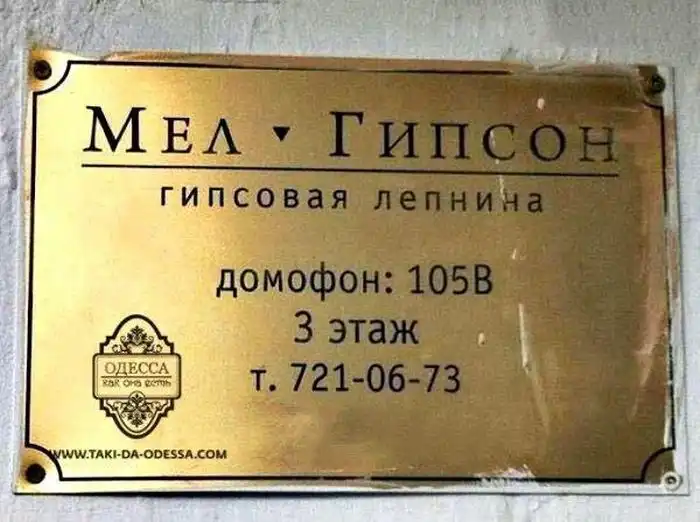 Мел ▾ Гипсон
гипсовая лепнина
домофон: 105В
3 этаж
т. 721-06-73
ОДЕССА
как она есть
WWW.TAKI-DA-ODESSA.COM